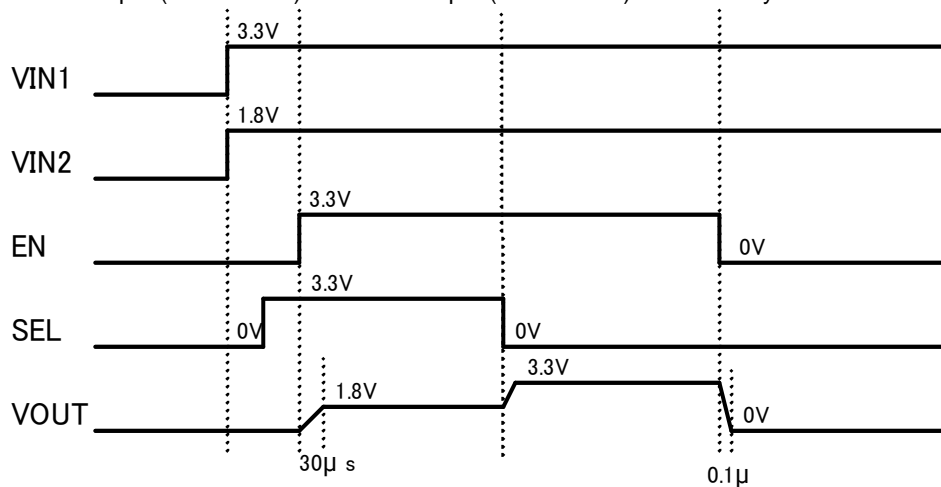 3.3V
VIN1
1.8V
VIN2
3.3V
EN
0V
3.3V
SEL
0V
0V
3.3V
1.8V
VOUT
0V
30μ s
0.1μ